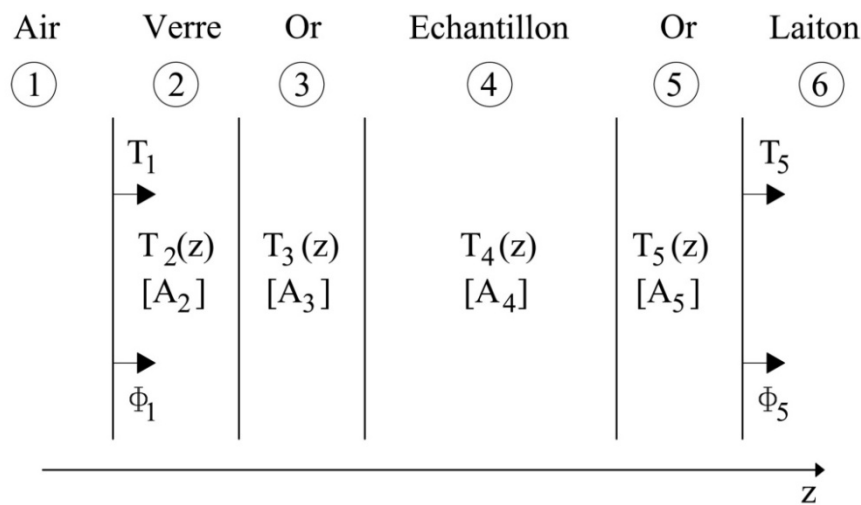 Air Verre Or Echantillon Or Laiton
1 2 3 4 5 6
T1 T5
T2(z) T3(z) T4(z) T5(z)
[A2] [A3] [A4] [A5]
Φ1 Φ5
z